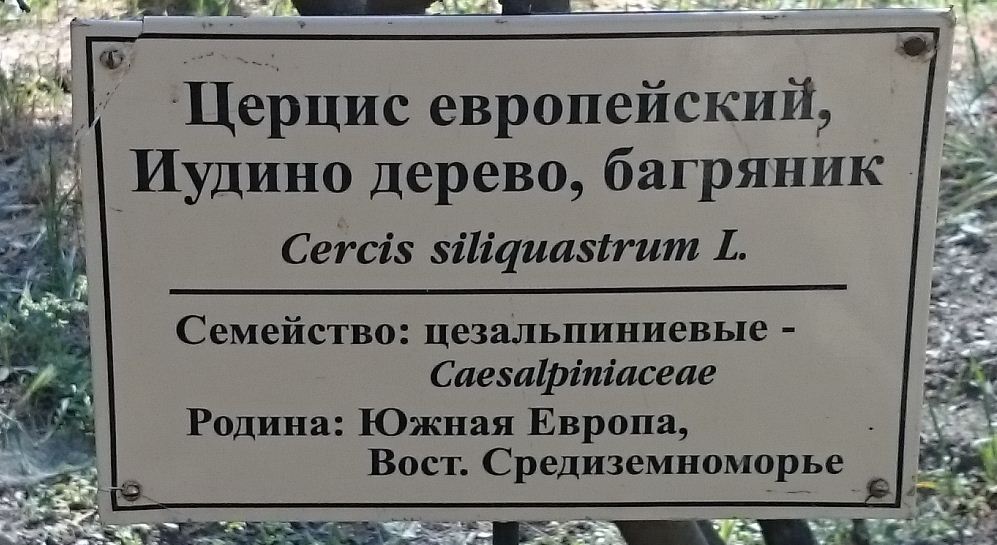 Церцис европейский,
Иудино дерево, багряник
Cercis siliquastrum L.
Семейство: цезальпиниевые -
Caesalpiniaceae
Родина: Южная Европа,
Вост. Средиземноморье